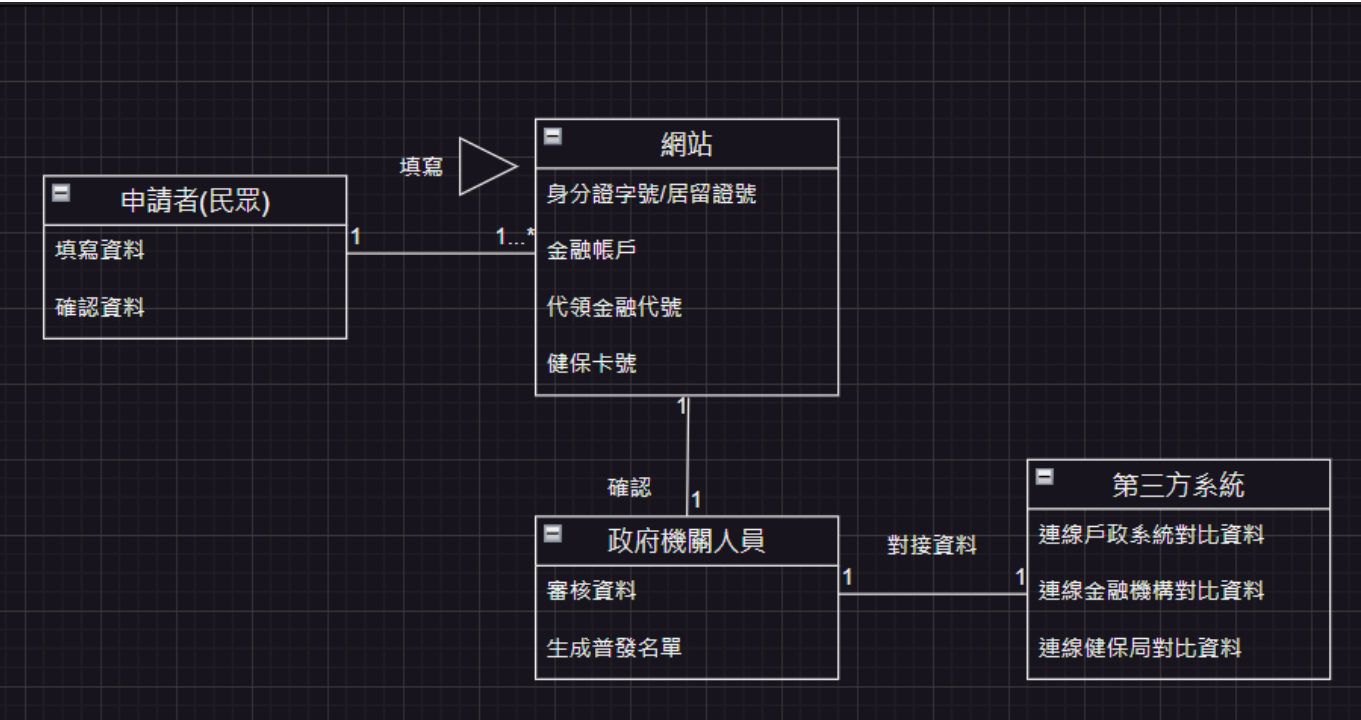 網站
填寫
身分證字號/居留證號
申請者(民眾)
1
1...*
填寫資料
金融帳戶
確認資料
代領金融代號
健保卡號
1
確認
1
第三方系統
政府機關人員
連線戶政系統對比資料
對接資料
1
1
審核資料
連線金融機構對比資料
生成普發名單
連線健保局對比資料